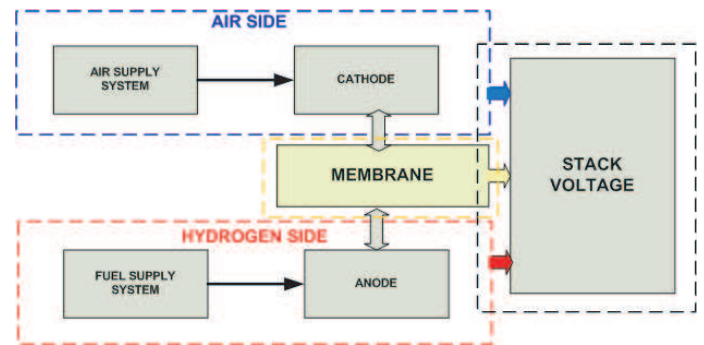 AIR SIDE
AIR SUPPLY
SYSTEM
CATHODE
MEMBRANE
STACK
VOLTAGE
HYDROGEN SIDE
FUEL SUPPLY
SYSTEM
ANODE